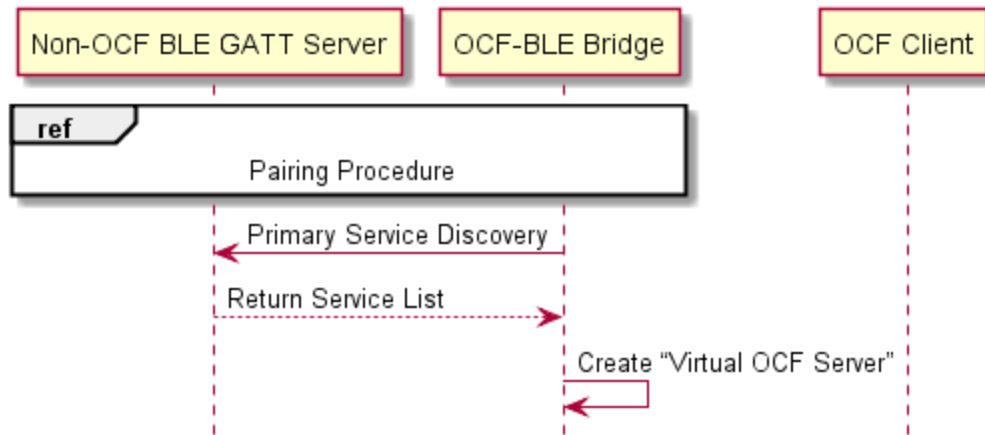 Non-OCF BLE GATT Server
OCF-BLE Bridge
OCF Client
ref
Pairing Procedure
Primary Service Discovery
Return Service List
Create “Virtual OCF Server”